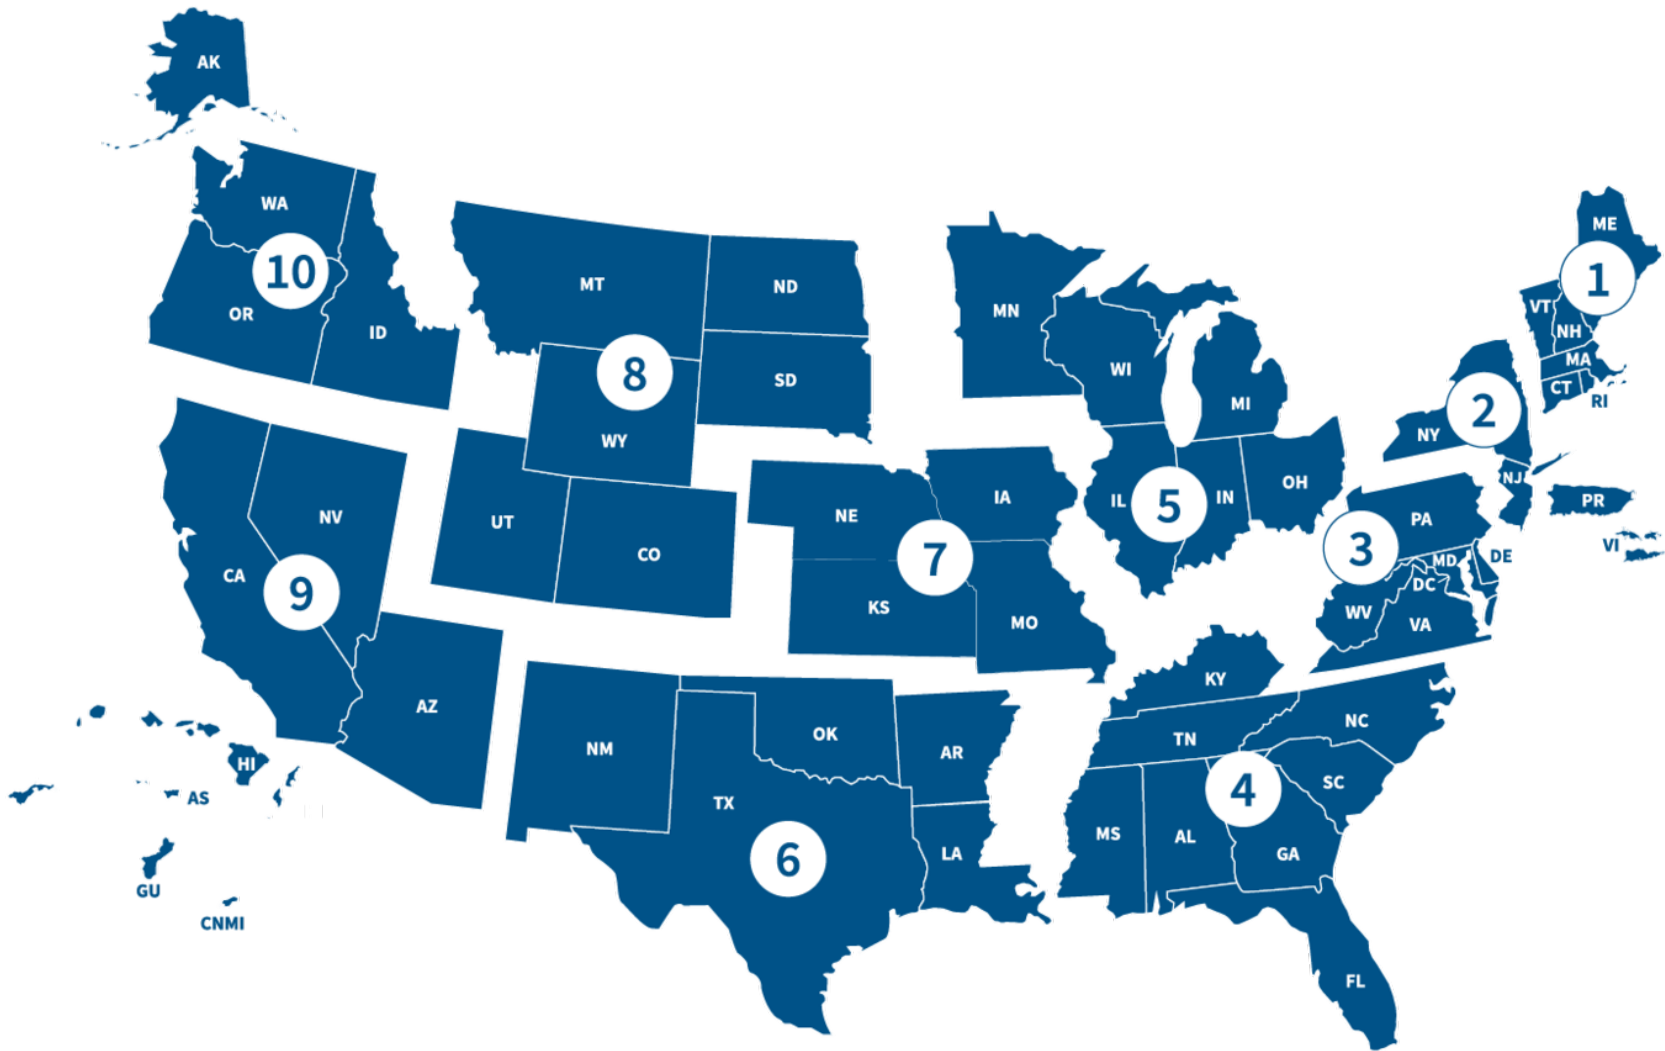 AK
WA
10
OR
ID
MT
ND
8
SD
WY
UT
CO
NV
CA
9
AZ
HI
AS
GU
CNMI
NE
IA
7
KS
MO
NM
OK
AR
TX
6
LA
MN
WI
MI
IL
5
IN
OH
KY
TN
NC
4
SC
MS
AL
GA
FL
3
PA
MD
DE
DC
WV
VA
2
NY
NJ
PR
VI
ME
1
VT
NH
MA
CT
RI